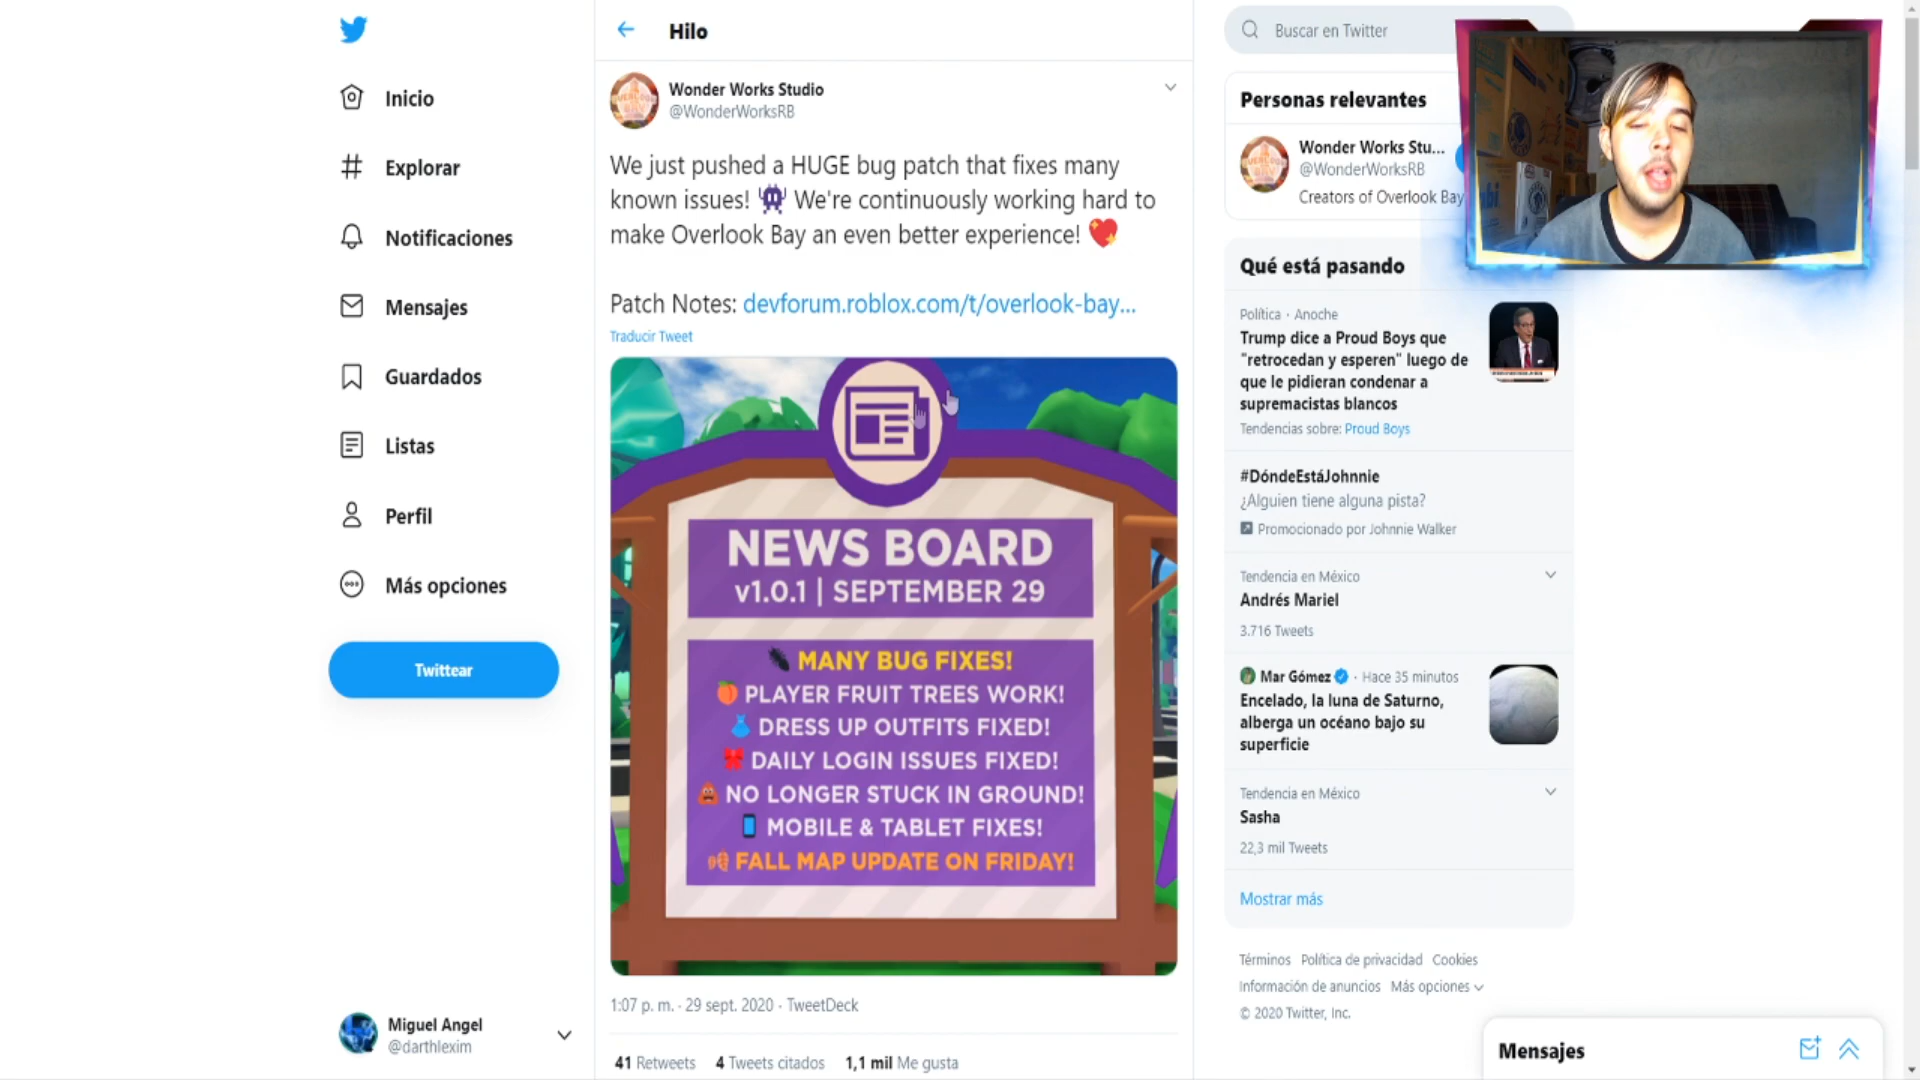 Inicio
Explorar
Notificaciones
Mensajes
Guardados
Listas
Perfil
Más opciones
Twittear
Miguel Angel
@darthlexim
Hilo
Wonder Works Studio
@WonderWorksRB
We just pushed a HUGE bug patch that fixes many
known issues! 👾 We're continuously working hard to
make Overlook Bay an even better experience! 💖
Patch Notes: devforum.roblox.com/t/overlook-bay...
Traducir Tweet
NEWS BOARD
v1.0.1 | SEPTEMBER 29
MANY BUG FIXES!
PLAYER FRUIT TREES WORK!
DRESS UP OUTFITS FIXED!
DAILY LOGIN ISSUES FIXED!
NO LONGER STUCK IN GROUND!
MOBILE & TABLET FIXES!
FALL MAP UPDATE ON FRIDAY!
1:07 p. m. · 29 sept. 2020 · TweetDeck
41 Retweets 4 Tweets citados 1,1 mil Me gusta
Buscar en Twitter
Personas relevantes
Wonder Works Stu...
@WonderWorksRB
Creators of Overlook Bay
Qué está pasando
Política · Anoche
Trump dice a Proud Boys que
"retrocedan y esperen" luego de
que le pidieran condenar a
supremacistas blancos
Tendencias sobre: Proud Boys
#DóndeEstáJohnnie
¿Alguien tiene alguna pista?
Promocionado por Johnnie Walker
Tendencia en México
Andrés Mariel
3.716 Tweets
Mar Gómez · Hace 35 minutos
Encelado, la luna de Saturno,
alberga un océano bajo su
superficie
Tendencia en México
Sasha
22,3 mil Tweets
Mostrar más
Términos Política de privacidad Cookies
Información de anuncios Más opciones
© 2020 Twitter, Inc.
Mensajes